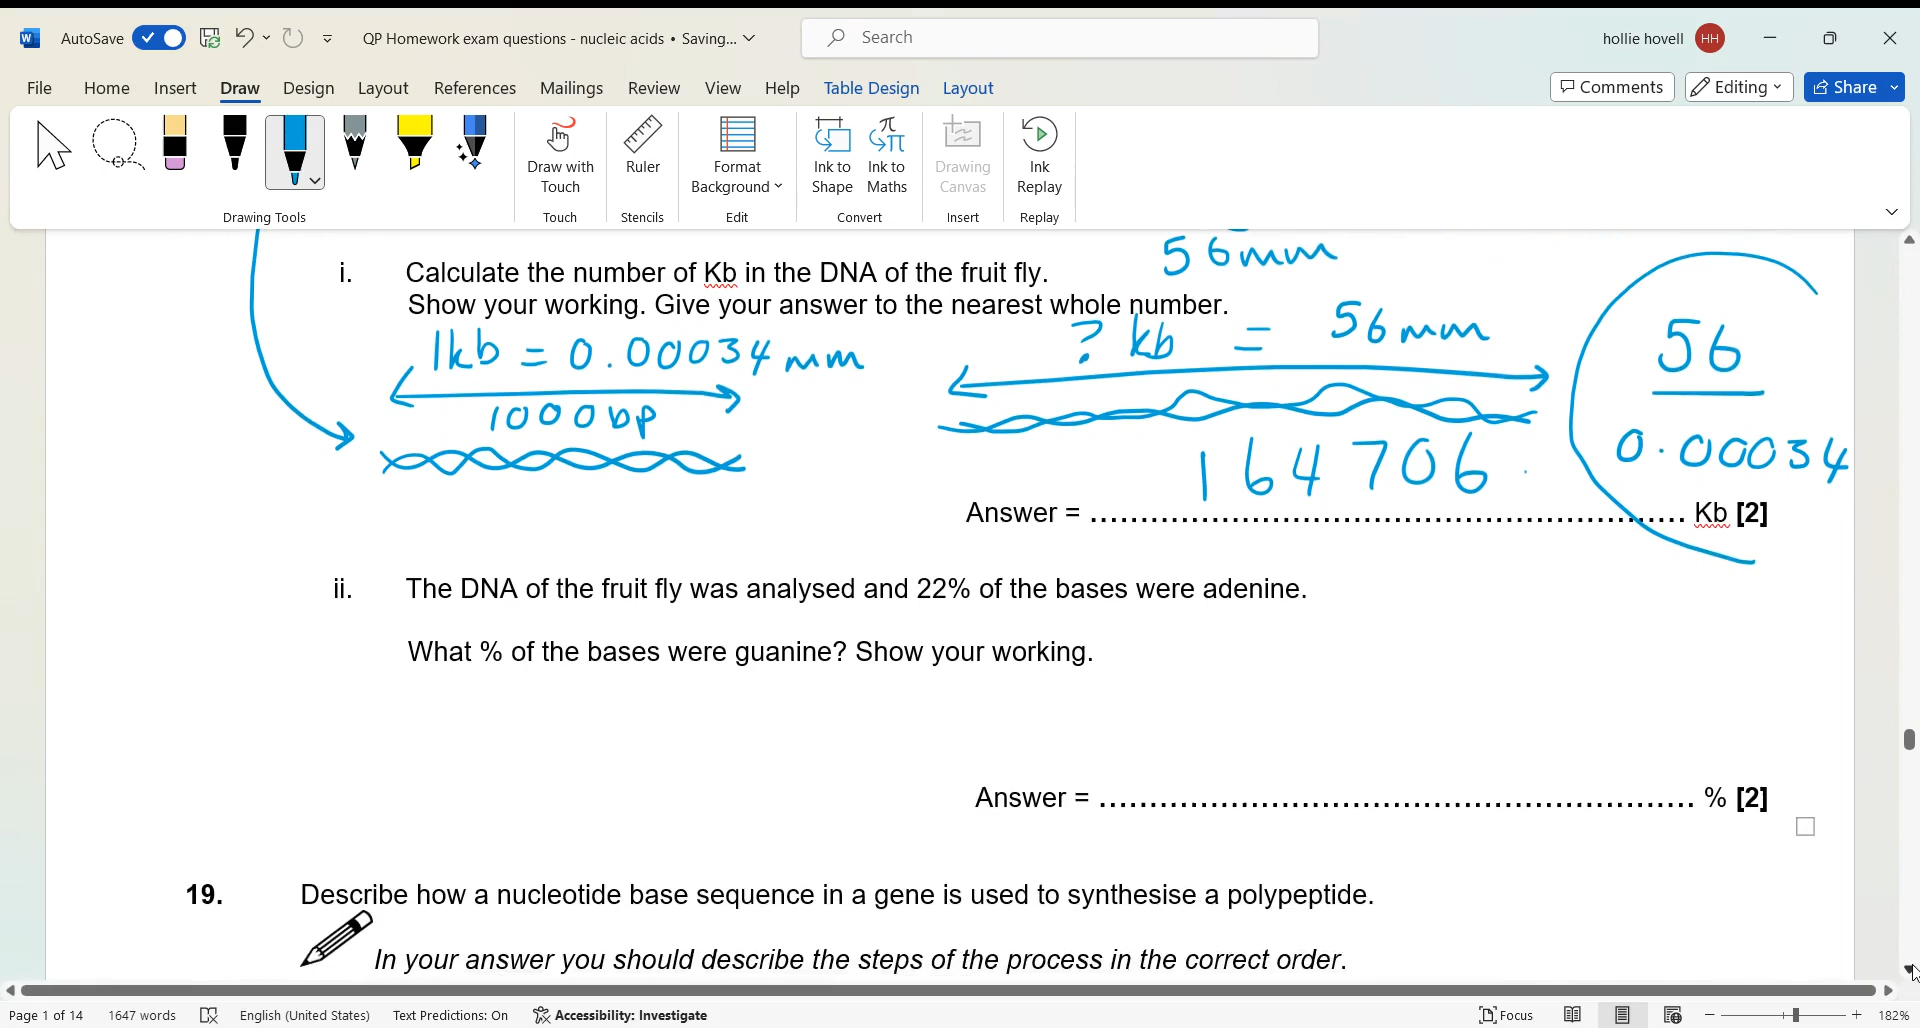 AutoSave
QP Homework exam questions - nucleic acids • Saving...
Search
hollie hovell HH
File Home Insert Draw Design Layout References Mailings Review View Help Table Design Layout
Comments Editing Share
Draw with Touch
Ruler
Format Background
Ink to Shape
Ink to Maths
Drawing Canvas
Ink Replay
Drawing Tools Touch Stencils Edit Convert Insert Replay
56mm
i. Calculate the number of Kb in the DNA of the fruit fly.
Show your working. Give your answer to the nearest whole number.
1kb = 0.00034 mm
? kb = 56mm
56
0.00034
1000bp
164706
Answer = ........................................................... Kb [2]
ii. The DNA of the fruit fly was analysed and 22% of the bases were adenine.
What % of the bases were guanine? Show your working.
Answer = ........................................................... % [2]
19. Describe how a nucleotide base sequence in a gene is used to synthesise a polypeptide.
In your answer you should describe the steps of the process in the correct order.
Page 1 of 14 1647 words English (United States) Text Predictions: On Accessibility: Investigate Focus 182%